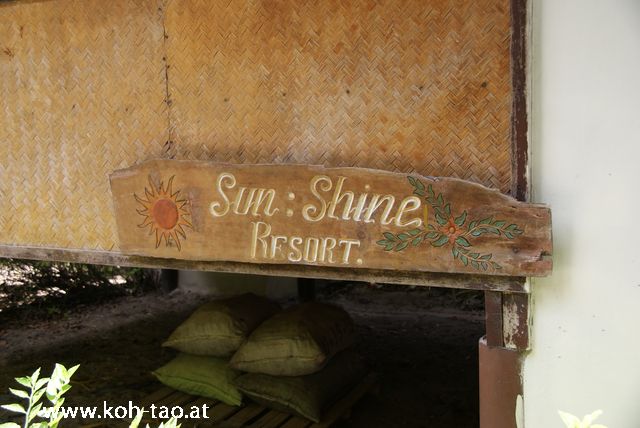 Sun : Shine
RESORT.
www.koh-tao.at